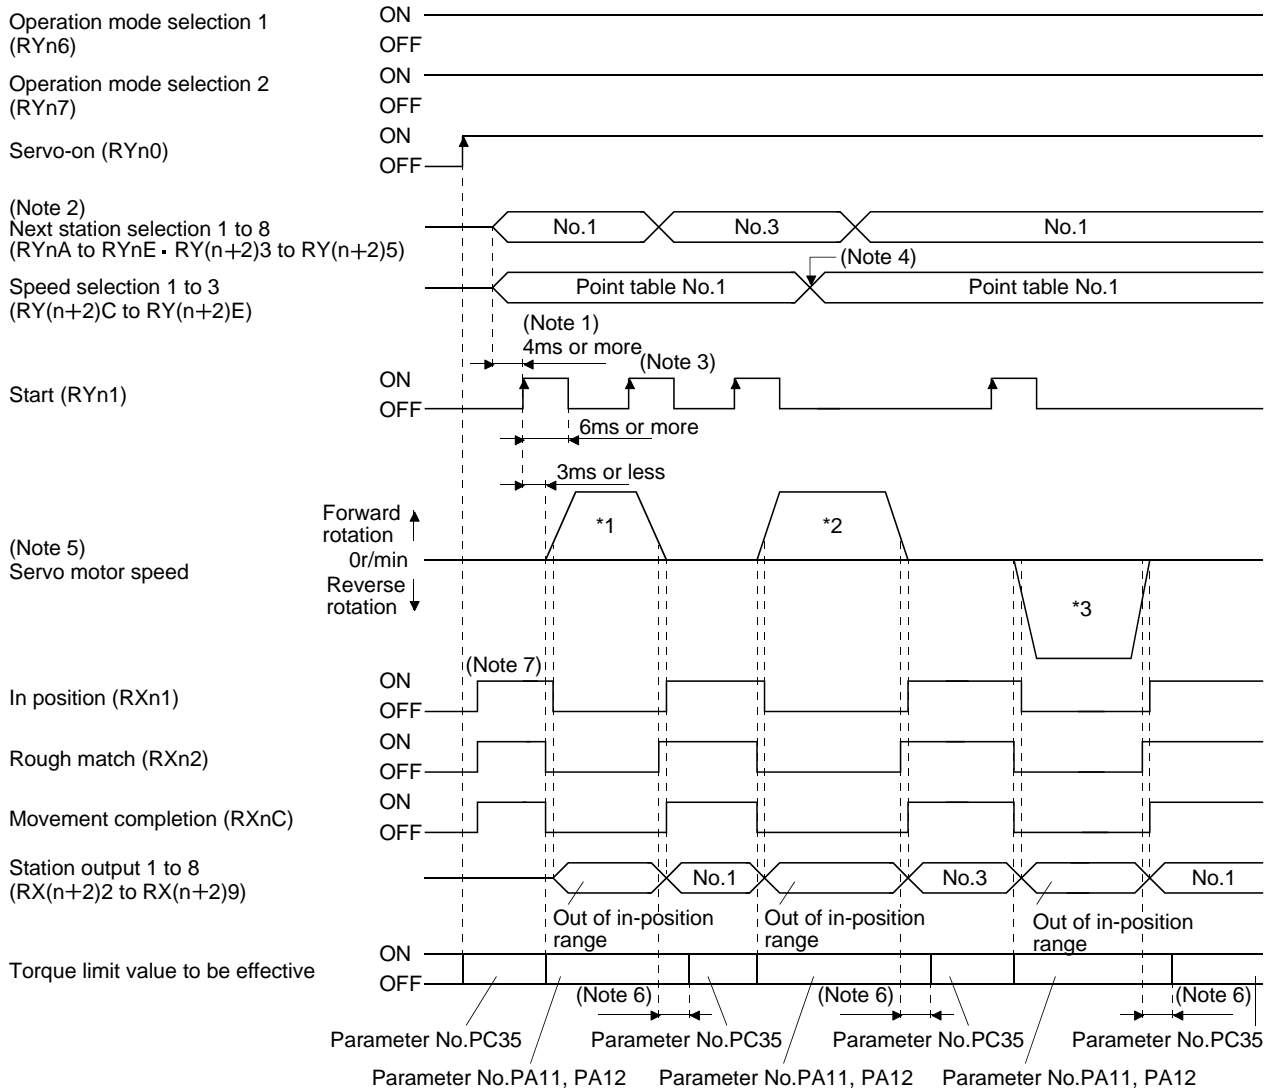 Operation mode selection 1
(RYn6)
ON
OFF
Operation mode selection 2
(RYn7)
ON
OFF
Servo-on (RYn0)
ON
OFF
(Note 2)
Next station selection 1 to 8
(RYnA to RYnE · RY(n+2)3 to RY(n+2)5)
No.1
No.3
No.1
(Note 4)
Speed selection 1 to 3
(RY(n+2)C to RY(n+2)E)
Point table No.1
Point table No.1
(Note 1)
4ms or more
(Note 3)
Start (RYn1)
ON
OFF
6ms or more
3ms or less
(Note 5)
Servo motor speed
Forward
rotation
0r/min
Reverse
rotation
*1
*2
*3
(Note 7)
In position (RXn1)
ON
OFF
Rough match (RXn2)
ON
OFF
Movement completion (RXnC)
ON
OFF
Station output 1 to 8
(RX(n+2)2 to RX(n+2)9)
No.1
No.3
No.1
Out of in-position
range
Out of in-position
range
Out of in-position
range
Torque limit value to be effective
ON
OFF
(Note 6)
(Note 6)
(Note 6)
Parameter No.PC35
Parameter No.PC35
Parameter No.PC35
Parameter No.PC35
Parameter No.PA11, PA12
Parameter No.PA11, PA12
Parameter No.PA11, PA12